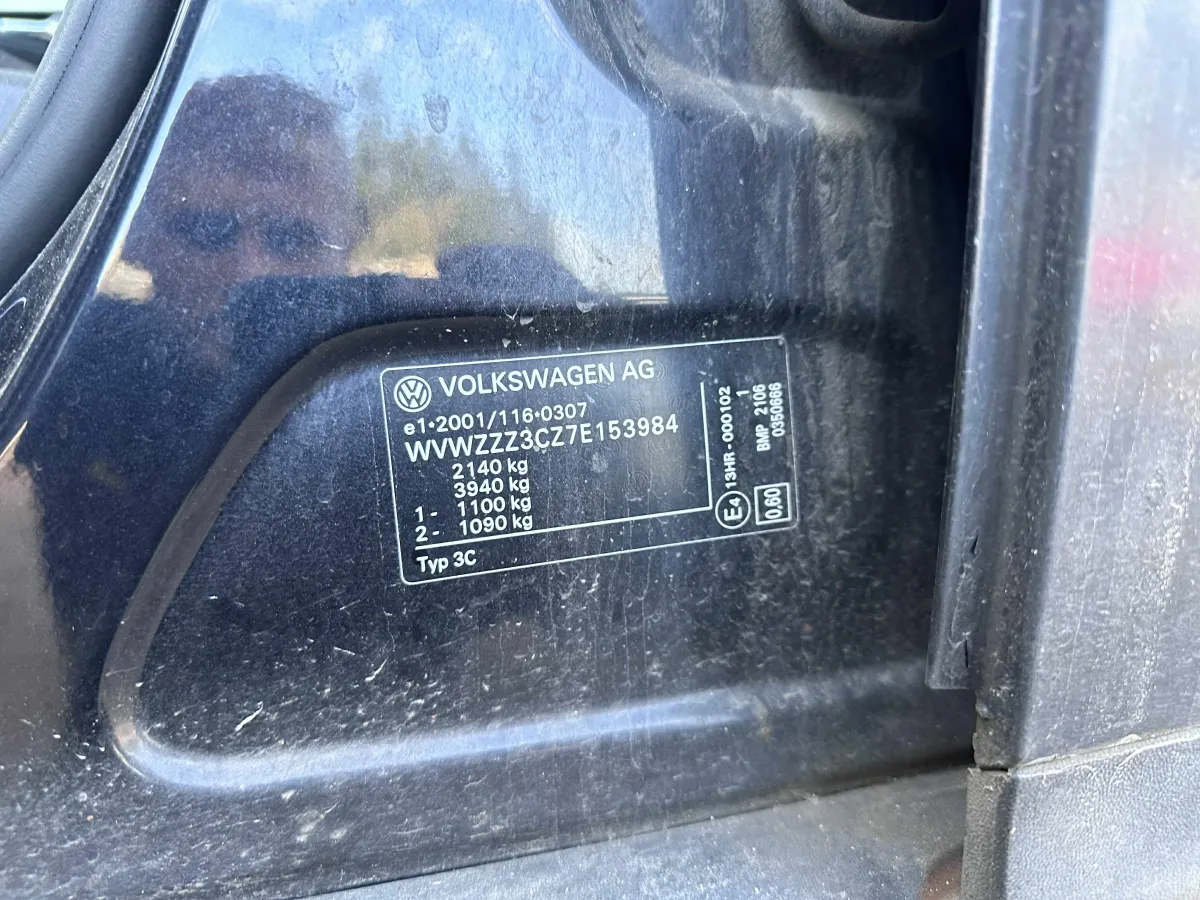 VOLKSWAGEN AG
e1•2001/116•0307
WVWZZZ3CZ7E153984
2140 kg
3940 kg
1- 1100 kg
2- 1090 kg
Typ 3C
E4 13HR-000102
1
BMP 2106
0350666
0,60